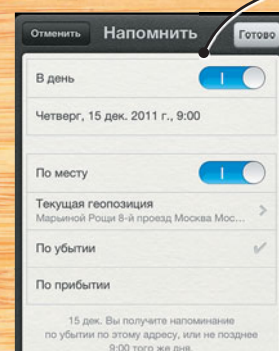 Отменить Напомнить Готово
В день
Четверг, 15 дек. 2011 г., 9:00
По месту
Текущая геопозиция
Марьиной Рощи 8-й проезд Москва Мос...
По убытии
По прибытии
15 дек. Вы получите напоминание
по убытии по этому адресу, или не позднее
9:00 того же дня.